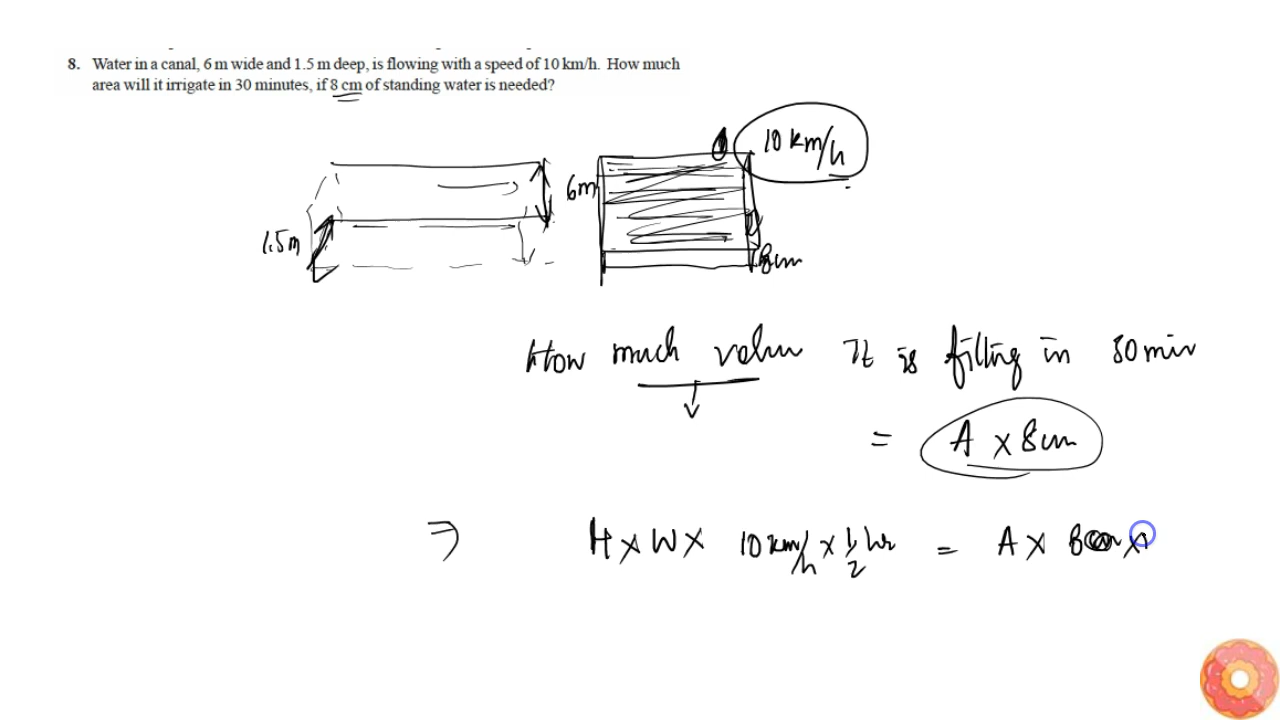 8. Water in a canal, 6 m wide and 1.5 m deep, is flowing with a speed of 10 km/h. How much
area will it irrigate in 30 minutes, if 8 cm of standing water is needed?
10 km/h
6m
1.5m
8cm
How much volum It is filling in 30 min
= A x 8cm
⇒ H x W x 10 km/h x 1/2 hr = A x 8 x